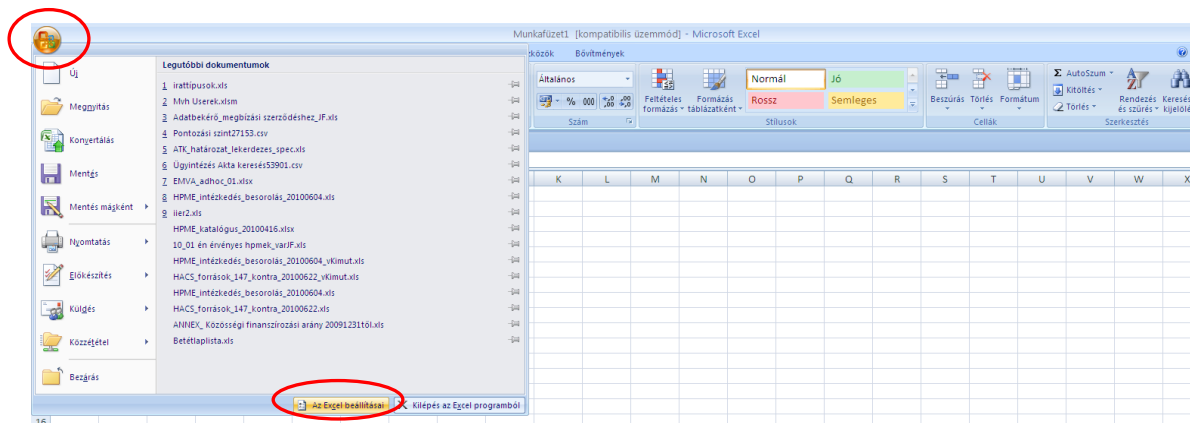 Munkafüzet1 [kompatibilis üzemmód] - Microsoft Excel
Bővítmények
Új
Megnyitás
Konvertálás
Mentés
Mentés másként
Nyomtatás
Előkészítés
Küldés
Közzététel
Bezárás
Legutóbbi dokumentumok
1 irattípusok.xls
2 Mvh Userek.xlsm
3 Adatbekérő_megbízási szerződéshez_JF.xls
4 Pontozási szint27153.csv
5 ATK_határozat_lekerdezes_spec.xls
6 Ügyintézés Akta keresés53901.csv
7 EMVA_adhoc_01.xlsx
8 HPME_intézkedés_besorolás_20100604.xls
9 iier2.xls
HPME_katalógus_20100416.xlsx
10_01 én érvényes hpmek_varJF.xls
HPME_intézkedés_besorolás_20100604_vKimut.xls
HACS_források_147_kontra_20100622_vKimut.xls
HPME_intézkedés_besorolás_20100604.xls
HACS_források_147_kontra_20100622.xls
ANNEX_ Közösségi finanszírozási arány 20091231től.xls
Betétlaplista.xls
Az Excel beállításai
Kilépés az Excel programból
Általános
% 000
Szám
Feltételes formázás
Formázás táblázatként
Normál
Jó
Rossz
Semleges
Stílusok
Beszúrás
Törlés
Formátum
Cellák
Σ AutoSzum
Kitöltés
Törlés
Rendezés és szűrés
Szerkesztés
K L M N O P Q R S T U V W X
16